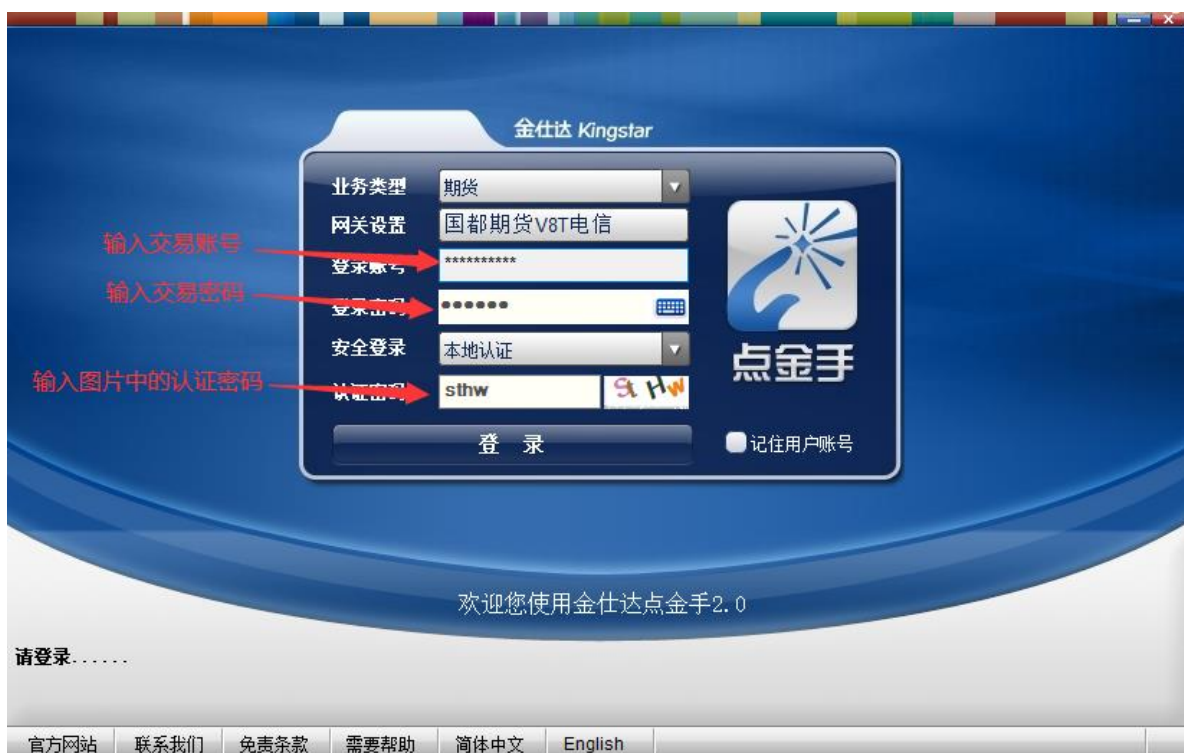 金仕达 Kingstar
业务类型 期货
网关设置 国都期货V8T电信
输入交易账号
登录账号 **********
输入交易密码
登录密码 ●●●●●●
安全登录 本地认证
点金手
输入图片中的认证密码
认证密码 sthw St HW
登 录
记住用户账号
欢迎您使用金仕达点金手2.0
请登录......
官方网站 联系我们 免责条款 需要帮助 简体中文 English